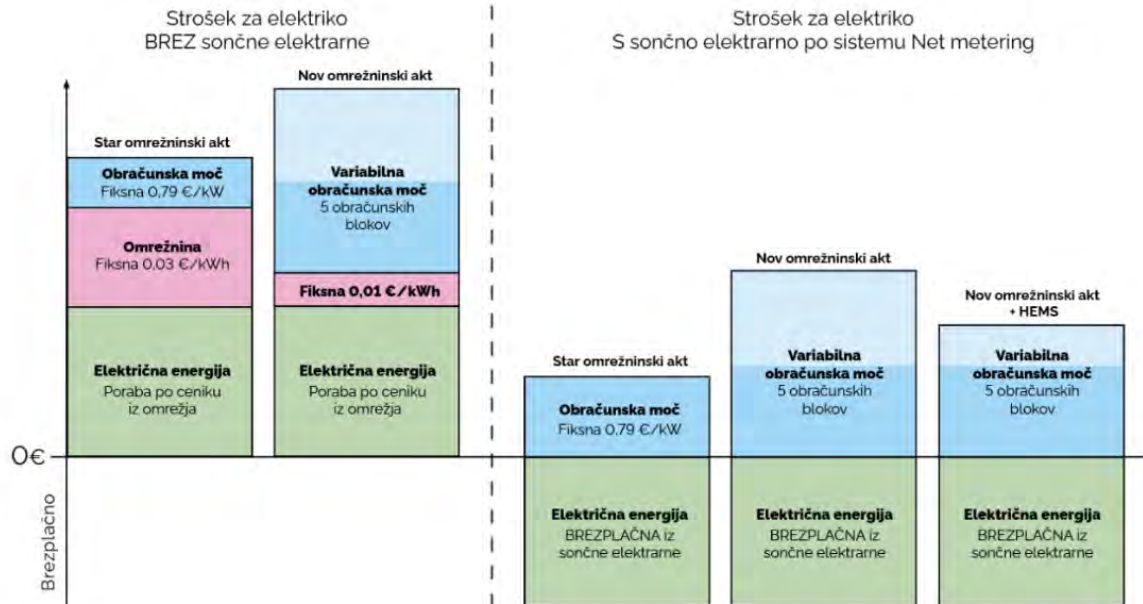 Strošek za elektriko
BREZ sončne elektrarne
Strošek za elektriko
S sončno elektrarno po sistemu Net metering
Star omrežninski akt
Obračunska moč
Fiksna 0,79 €/kW
Omrežnina
Fiksna 0,03 €/kWh
Električna energija
Poraba po ceniku
iz omrežja
Nov omrežninski akt
Variabilna
obračunska moč
5 obračunskih
blokov
Fiksna 0,01 €/kWh
Električna energija
Poraba po ceniku
iz omrežja
Star omrežninski akt
Obračunska moč
Fiksna 0,79 €/kW
Električna energija
BREZPLAČNA iz
sončne elektrarne
Nov omrežninski akt
Variabilna
obračunska moč
5 obračunskih
blokov
Električna energija
BREZPLAČNA iz
sončne elektrarne
Nov omrežninski akt
+ HEMS
Variabilna
obračunska moč
5 obračunskih
blokov
Električna energija
BREZPLAČNA iz
sončne elektrarne
0€
Brezplačno